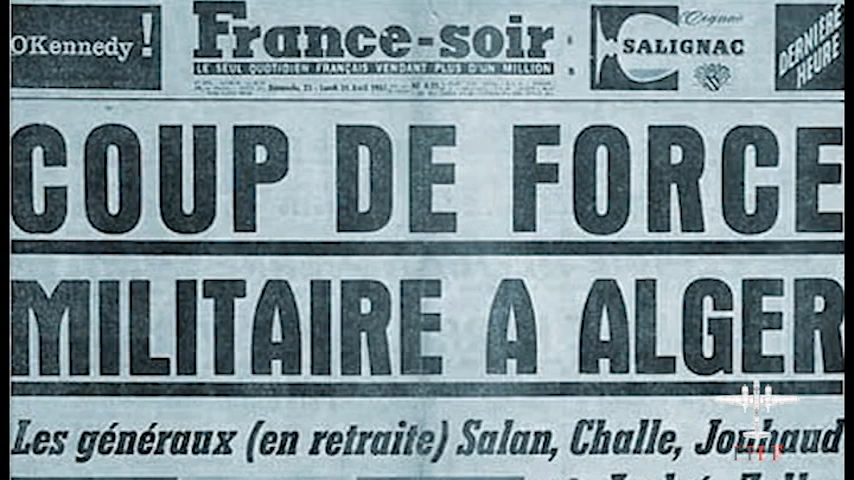 OKennedy !
France-soir
LE SEUL QUOTIDIEN FRANÇAIS VENDANT PLUS D'UN MILLION
Cognac
SALIGNAC
DERNIÈRE
HEURE
COUP DE FORCE
MILITAIRE A ALGER
Les généraux (en retraite) Salan, Challe, Jouhaud